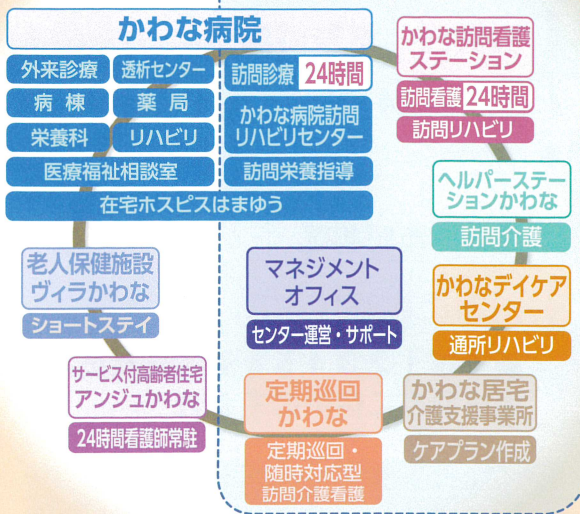 かわな病院
外来診療
透析センター
病棟
薬局
栄養科
リハビリ
医療福祉相談室
訪問診療 24時間
かわな病院訪問
リハビリセンター
訪問栄養指導
在宅ホスピスはまゆう
かわな訪問看護
ステーション
訪問看護 24時間
訪問リハビリ
ヘルパーステー
ションかわな
訪問介護
老人保健施設
ヴィラかわな
ショートステイ
マネジメント
オフィス
センター運営・サポート
かわなデイケア
センター
通所リハビリ
サービス付高齢者住宅
アンジュかわな
24時間看護師常駐
定期巡回
かわな
定期巡回・
随時対応型
訪問介護看護
かわな居宅
介護支援事業所
ケアプラン作成